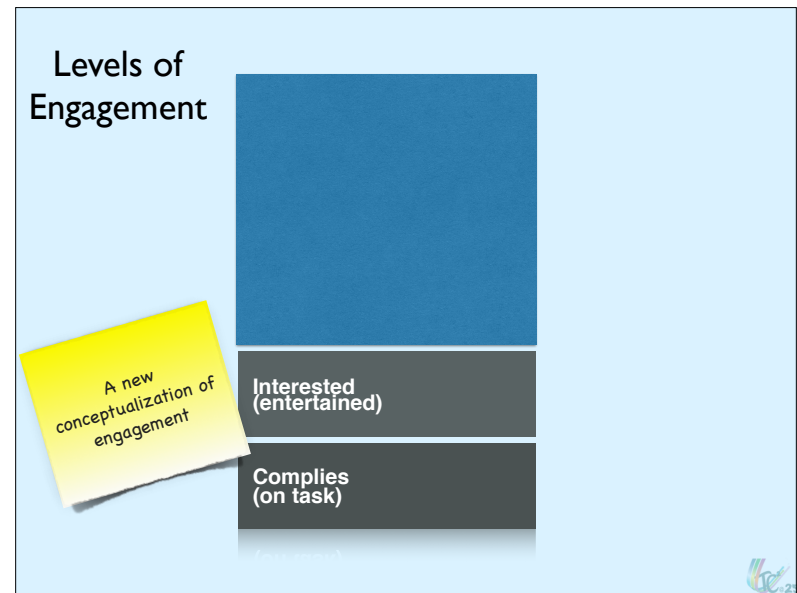 Levels of
Engagement
A new
conceptualization of
engagement
Interested
(entertained)
Complies
(on task)